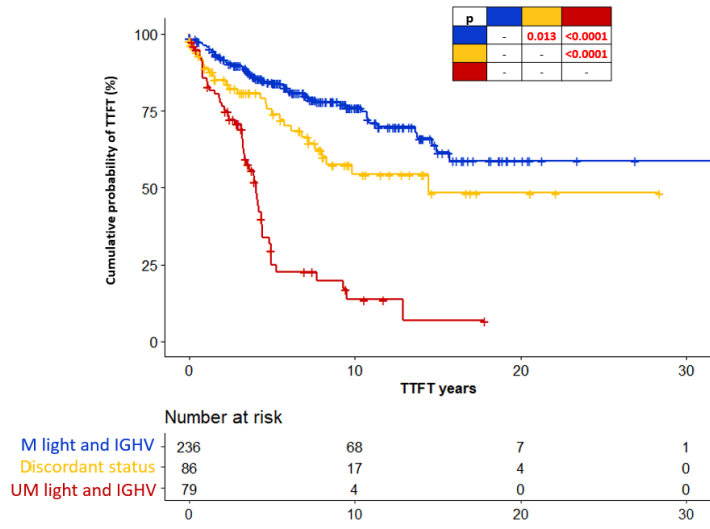 p
- 0.013 <0.0001
- - <0.0001
- - -
Cumulative probability of TTFT (%)
100
75
50
25
0
0 10 20 30
TTFT years
Number at risk
M light and IGHV 236 68 7 1
Discordant status 86 17 4 0
UM light and IGHV 79 4 0 0
0 10 20 30